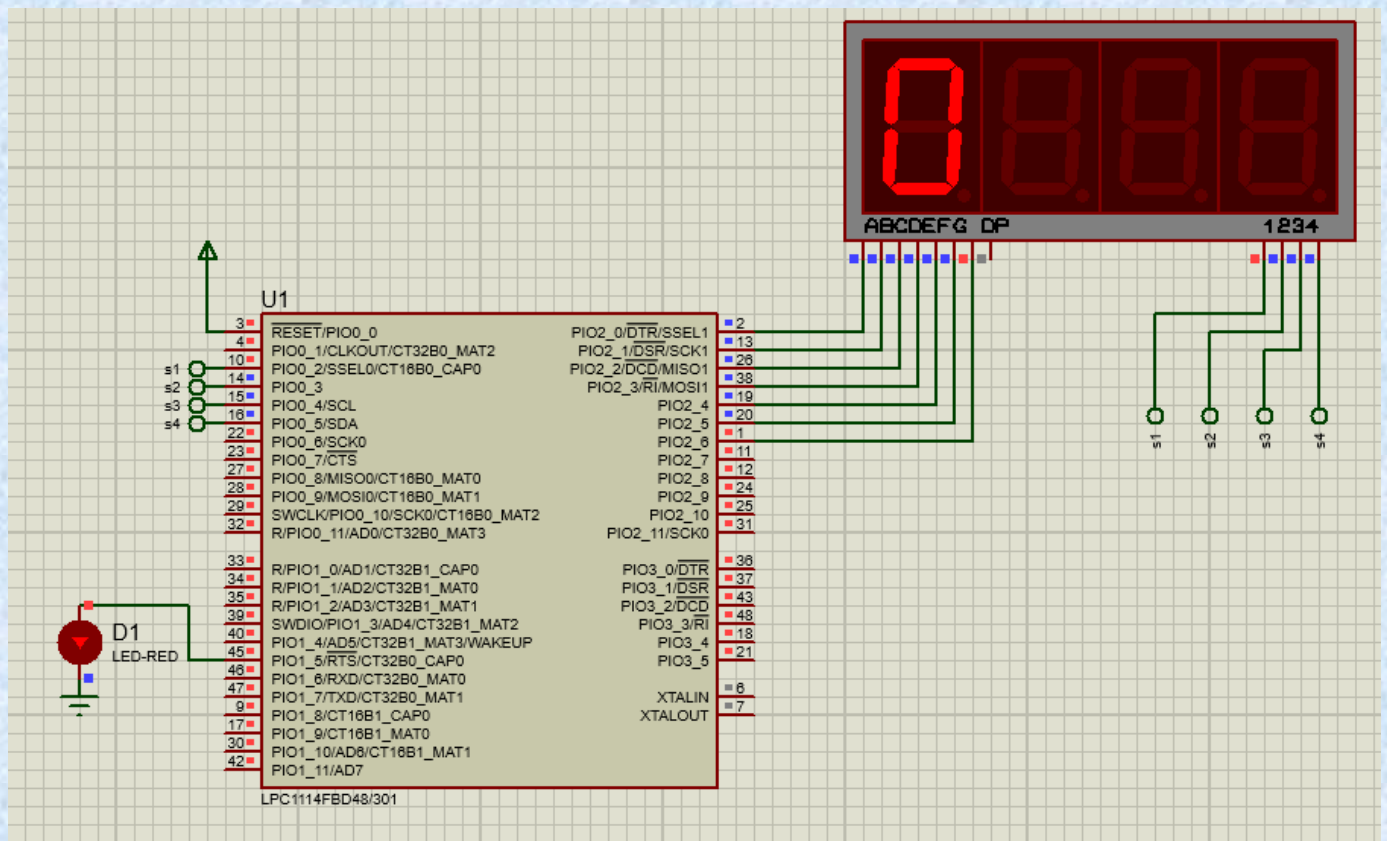 ABCDEFG DP
1234
U1
3 RESET/PIO0_0
4 PIO0_1/CLKOUT/CT32B0_MAT2
s1 10 PIO0_2/SSEL0/CT16B0_CAP0
s2 14 PIO0_3
s3 15 PIO0_4/SCL
s4 16 PIO0_5/SDA
22 PIO0_6/SCK0
23 PIO0_7/CTS
27 PIO0_8/MISO0/CT16B0_MAT0
28 PIO0_9/MOSI0/CT16B0_MAT1
29 SWCLK/PIO0_10/SCK0/CT16B0_MAT2
32 R/PIO0_11/AD0/CT32B0_MAT3
33 R/PIO1_0/AD1/CT32B1_CAP0
34 R/PIO1_1/AD2/CT32B1_MAT0
35 R/PIO1_2/AD3/CT32B1_MAT1
39 SWDIO/PIO1_3/AD4/CT32B1_MAT2
40 PIO1_4/AD5/CT32B1_MAT3/WAKEUP
45 PIO1_5/RTS/CT32B0_CAP0
46 PIO1_6/RXD/CT32B0_MAT0
47 PIO1_7/TXD/CT32B0_MAT1
9 PIO1_8/CT16B1_CAP0
17 PIO1_9/CT16B1_MAT0
30 PIO1_10/AD6/CT16B1_MAT1
42 PIO1_11/AD7
PIO2_0/DTR/SSEL1 2
PIO2_1/DSR/SCK1 13
PIO2_2/DCD/MISO1 26
PIO2_3/RI/MOSI1 38
PIO2_4 19
PIO2_5 20
PIO2_6 1
PIO2_7 11
PIO2_8 12
PIO2_9 24
PIO2_10 25
PIO2_11/SCK0 31
PIO3_0/DTR 36
PIO3_1/DSR 37
PIO3_2/DCD 43
PIO3_3/RI 48
PIO3_4 18
PIO3_5 21
XTALIN 6
XTALOUT 7
LPC1114FBD48/301
D1
LED-RED
s1 s2 s3 s4
0